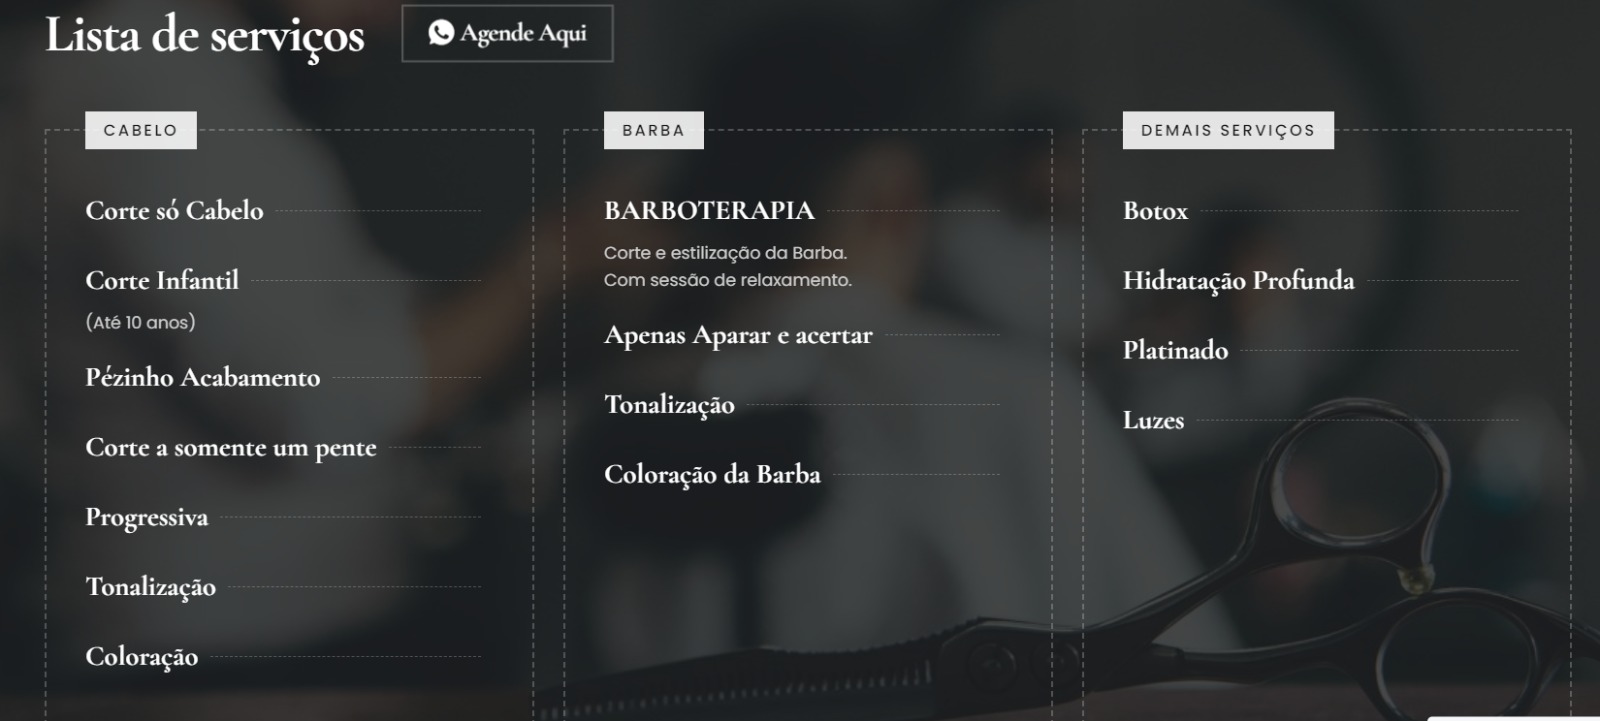 Lista de serviços
Agende Aqui
CABELO
Corte só Cabelo
Corte Infantil
(Até 10 anos)
Pézinho Acabamento
Corte a somente um pente
Progressiva
Tonalização
Coloração
BARBA
BARBOTERAPIA
Corte e estilização da Barba.
Com sessão de relaxamento.
Apenas Aparar e acertar
Tonalização
Coloração da Barba
DEMAIS SERVIÇOS
Botox
Hidratação Profunda
Platinado
Luzes